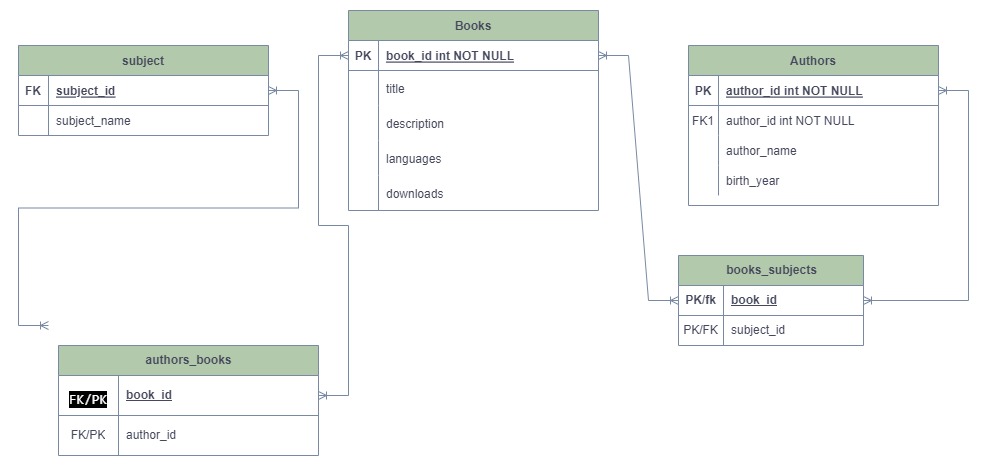 Books
PK book_id int NOT NULL
title
description
languages
downloads
subject
FK subject_id
subject_name
Authors
PK author_id int NOT NULL
FK1 author_id int NOT NULL
author_name
birth_year
books_subjects
PK/fk book_id
PK/FK subject_id
authors_books
FK/PK book_id
FK/PK author_id